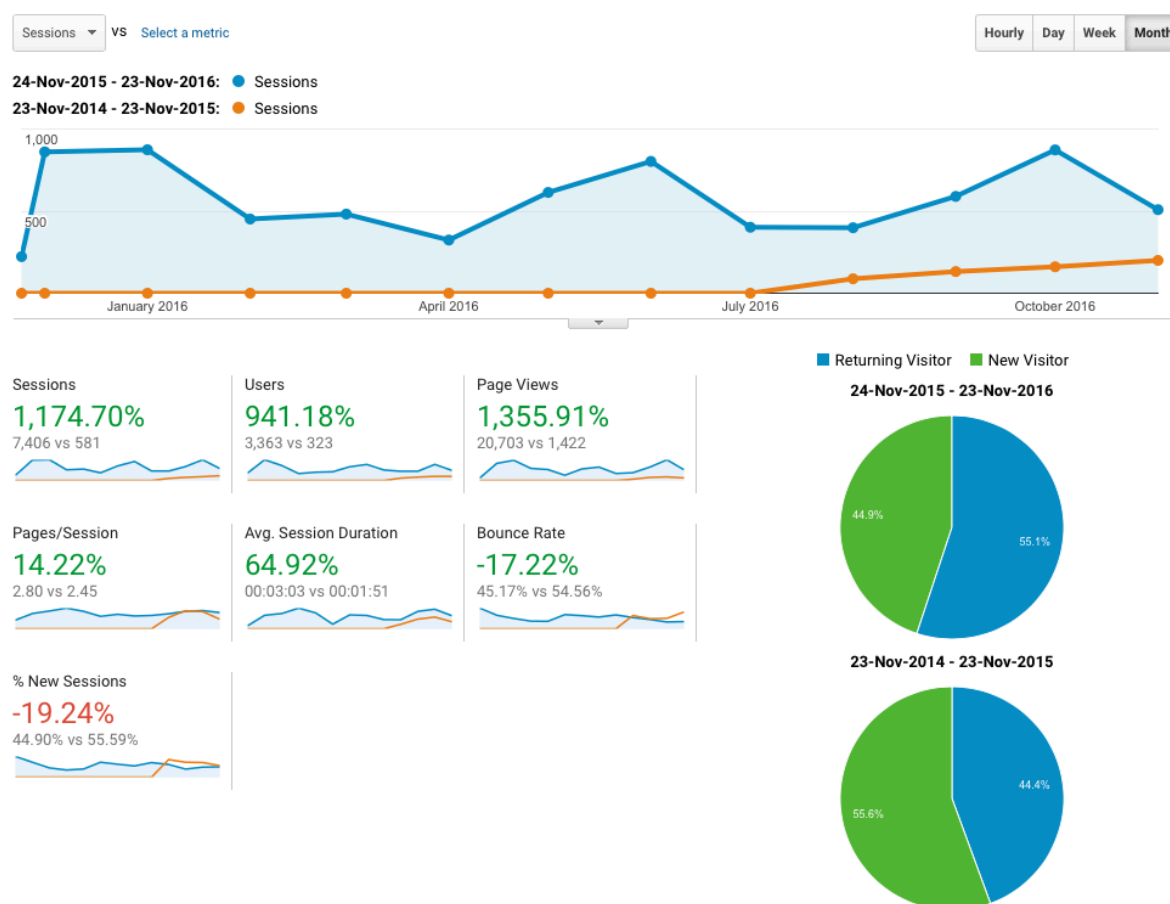 Sessions VS Select a metric Hourly Day Week Month
24-Nov-2015 - 23-Nov-2016: Sessions
23-Nov-2014 - 23-Nov-2015: Sessions
1,000
500
January 2016 April 2016 July 2016 October 2016
Returning Visitor New Visitor
24-Nov-2015 - 23-Nov-2016
44.9%
55.1%
23-Nov-2014 - 23-Nov-2015
44.4%
55.6%
Sessions
1,174.70%
7,406 vs 581
Users
941.18%
3,363 vs 323
Page Views
1,355.91%
20,703 vs 1,422
Pages/Session
14.22%
2.80 vs 2.45
Avg. Session Duration
64.92%
00:03:03 vs 00:01:51
Bounce Rate
-17.22%
45.17% vs 54.56%
% New Sessions
-19.24%
44.90% vs 55.59%